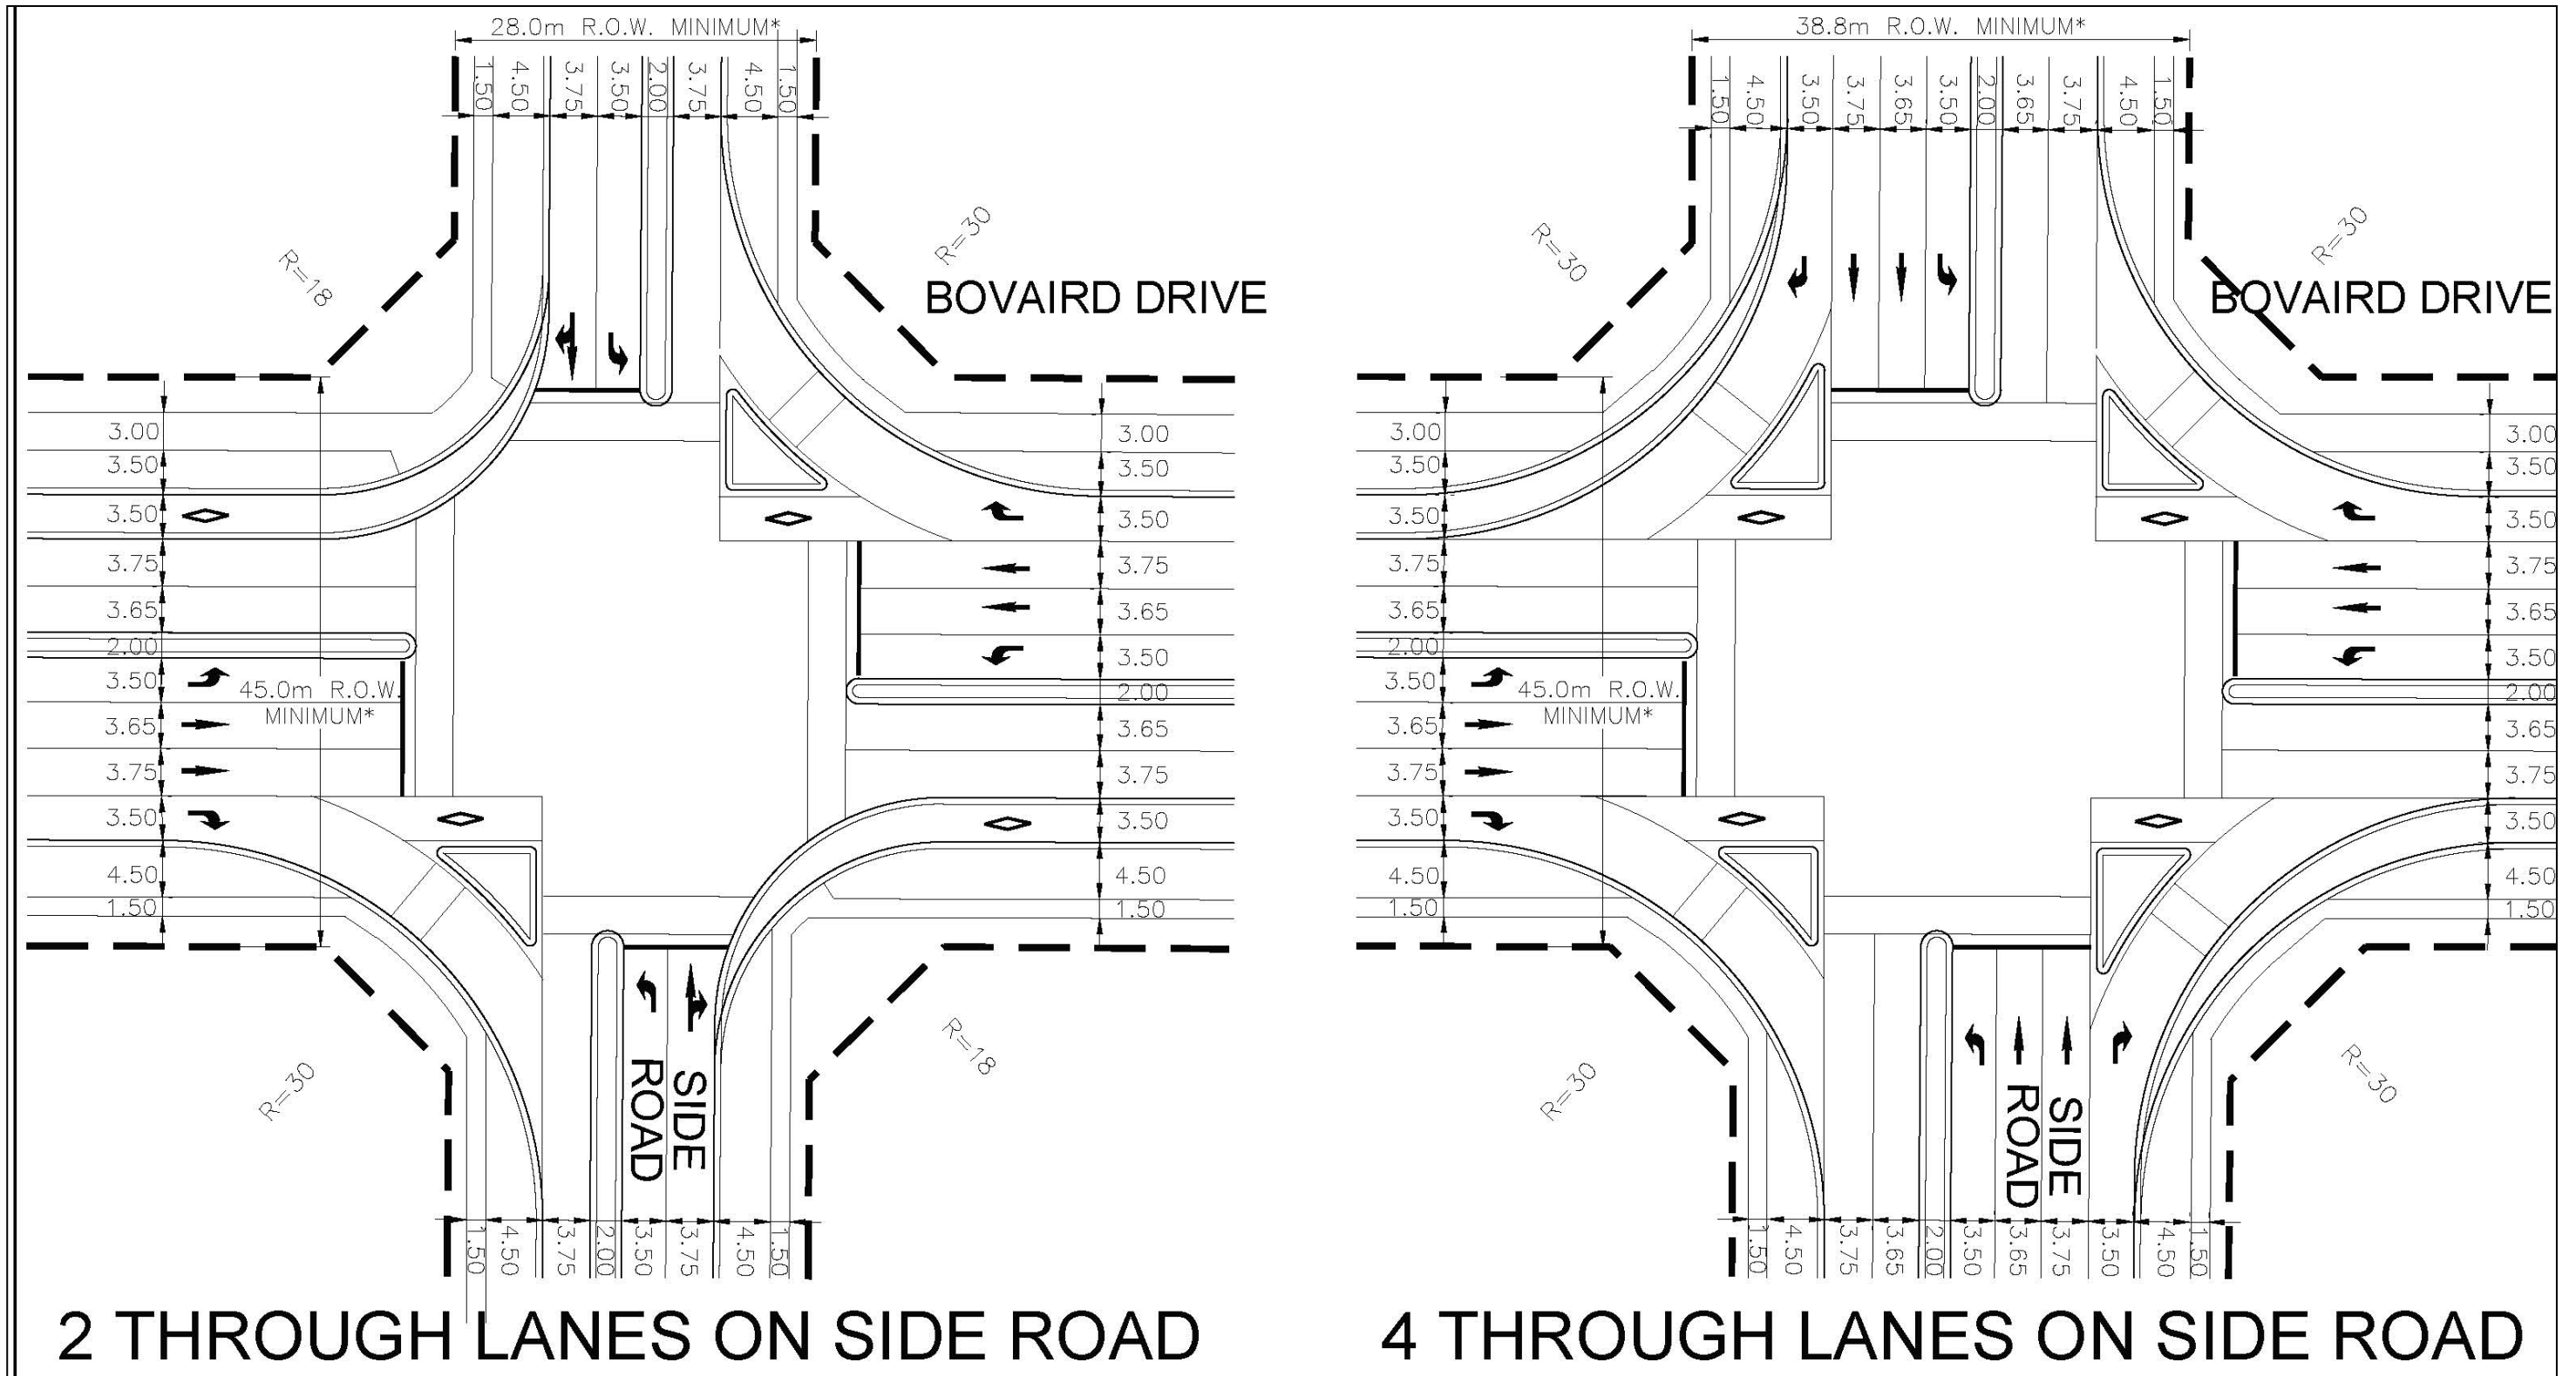 28.0m R.O.W. MINIMUM*
1.50 4.50 3.75 3.50 2.00 3.75 4.50 1.50
R=18
R=30
BOVAIRD DRIVE
3.00
3.50
3.50
3.75
3.65
2.00
3.50
3.65
3.75
3.50
4.50
1.50
45.0m R.O.W.
MINIMUM*
3.00
3.50
3.50
3.75
3.65
3.50
2.00
3.65
3.75
3.50
4.50
1.50
R=30
R=18
SIDE
ROAD
1.50 4.50 3.75 2.00 3.50 3.75 4.50 1.50
2 THROUGH LANES ON SIDE ROAD
38.8m R.O.W. MINIMUM*
1.50 4.50 3.50 3.75 3.65 3.50 2.00 3.65 3.75 4.50 1.50
R=30
R=30
BOVAIRD DRIVE
3.00
3.50
3.50
3.75
3.65
2.00
3.50
3.65
3.75
3.50
4.50
1.50
45.0m R.O.W.
MINIMUM*
3.00
3.50
3.50
3.75
3.65
3.50
2.00
3.65
3.75
3.50
4.50
1.50
R=30
R=30
SIDE
ROAD
1.50 4.50 3.75 3.65 2.00 3.50 3.65 3.75 3.50 4.50 1.50
4 THROUGH LANES ON SIDE ROAD